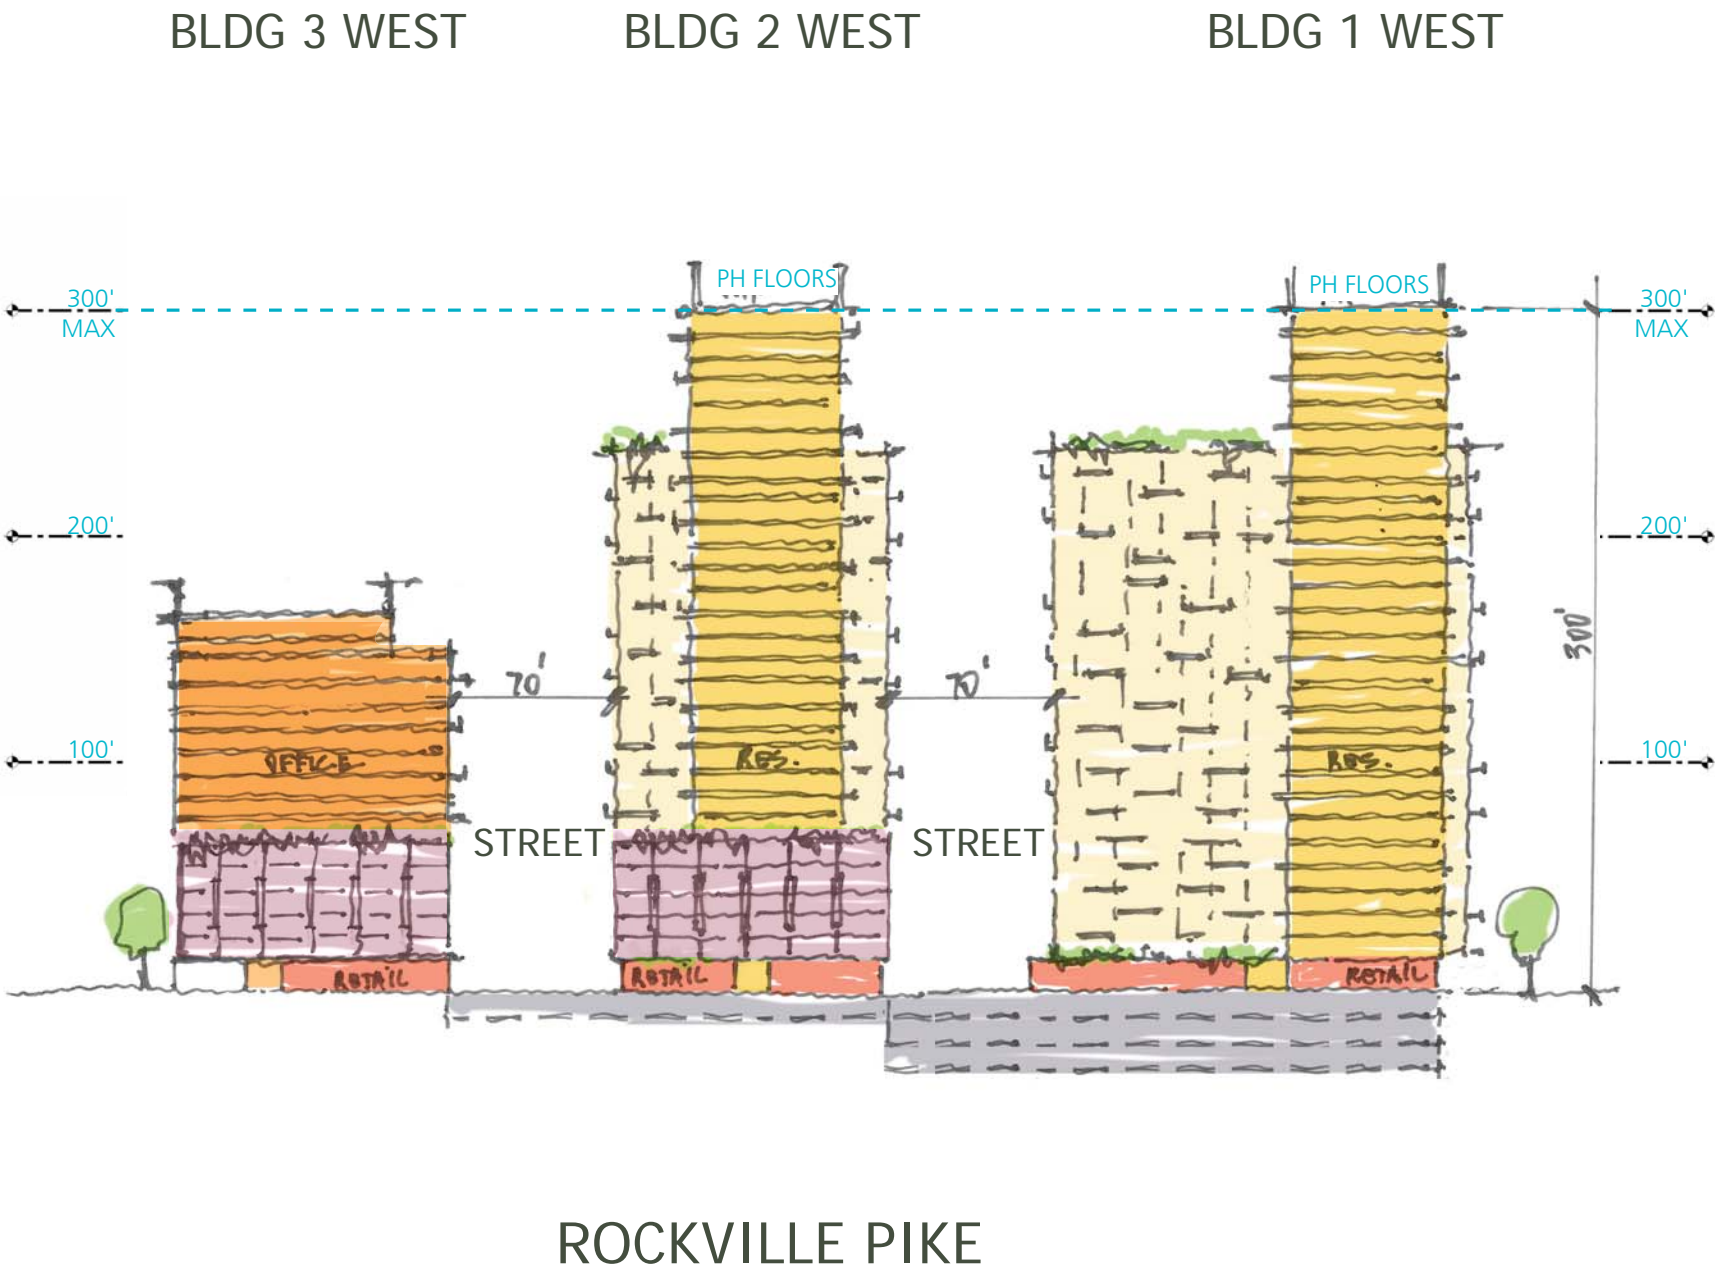 BLDG 3 WEST
BLDG 2 WEST
BLDG 1 WEST
PH FLOORS
PH FLOORS
300'
MAX
300'
MAX
200'
200'
300'
70'
70'
100'
100'
OFFICE
RES.
RES.
STREET
STREET
RETAIL
RETAIL
RETAIL
ROCKVILLE PIKE